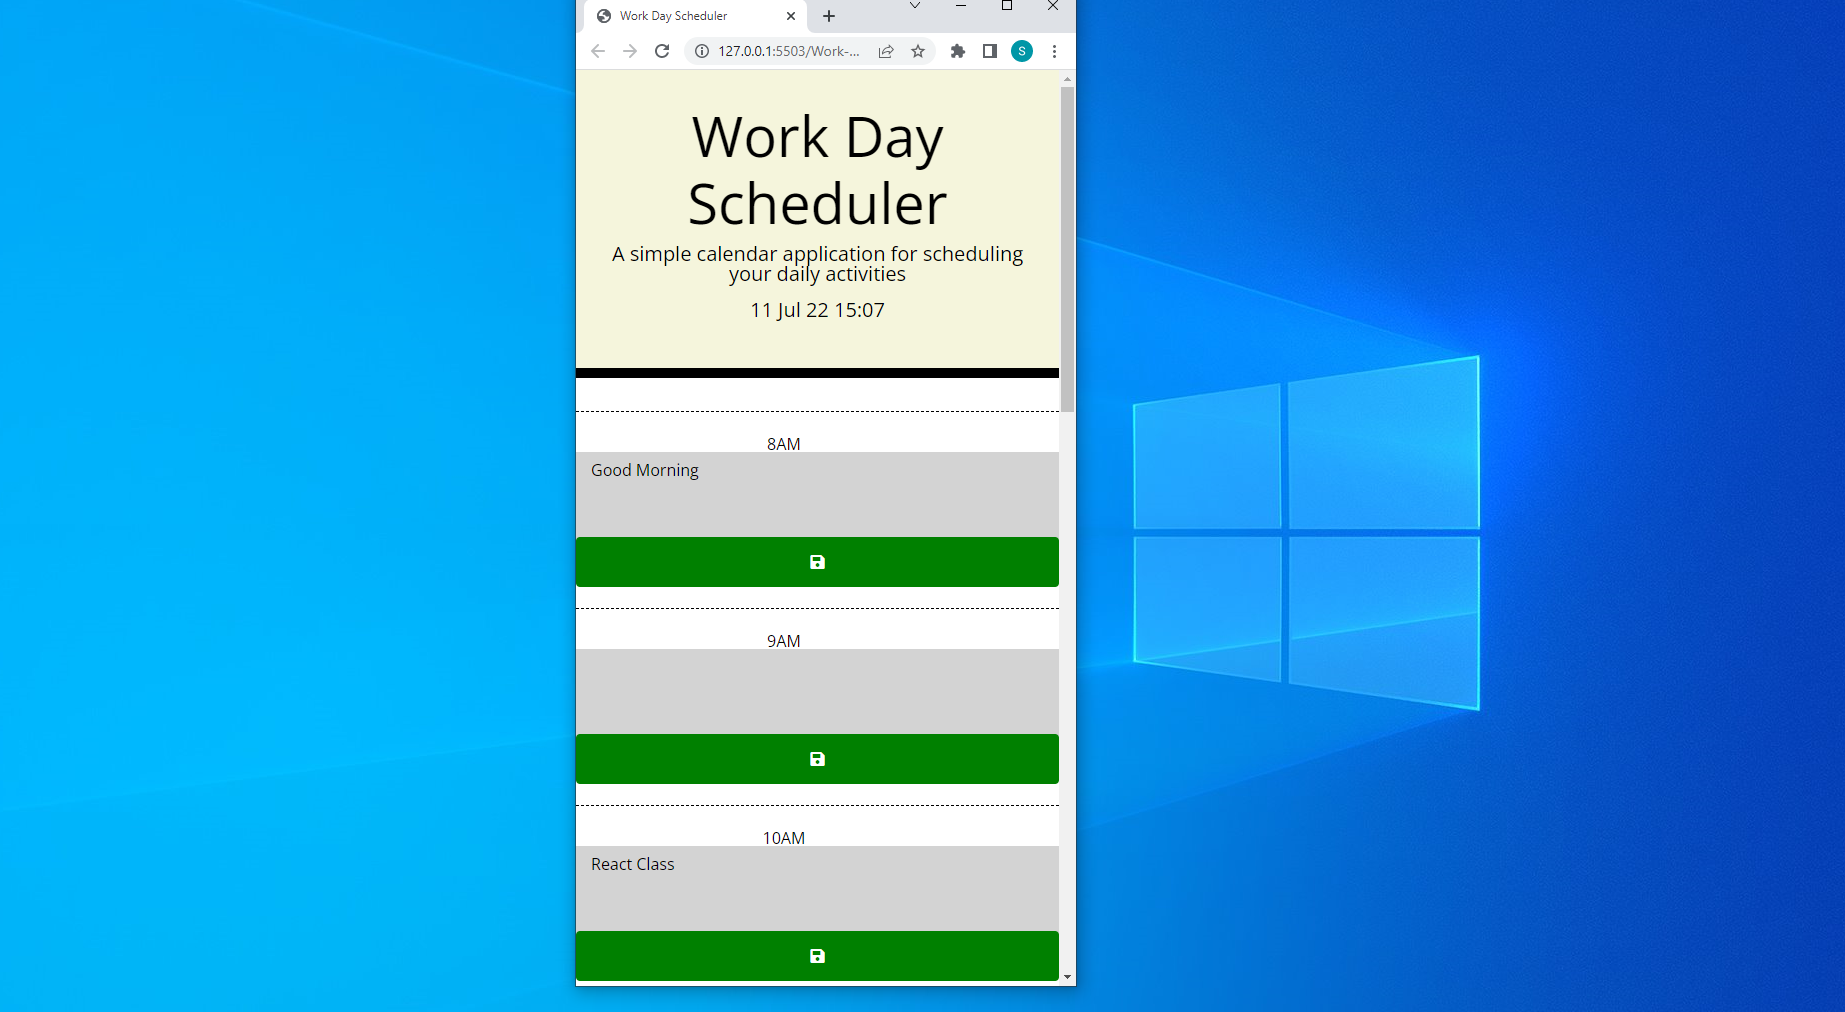 Work Day Scheduler
127.0.0.1:5503/Work-...
S
Work Day
Scheduler
A simple calendar application for scheduling
your daily activities
11 Jul 22 15:07
8AM
Good Morning
9AM
10AM
React Class